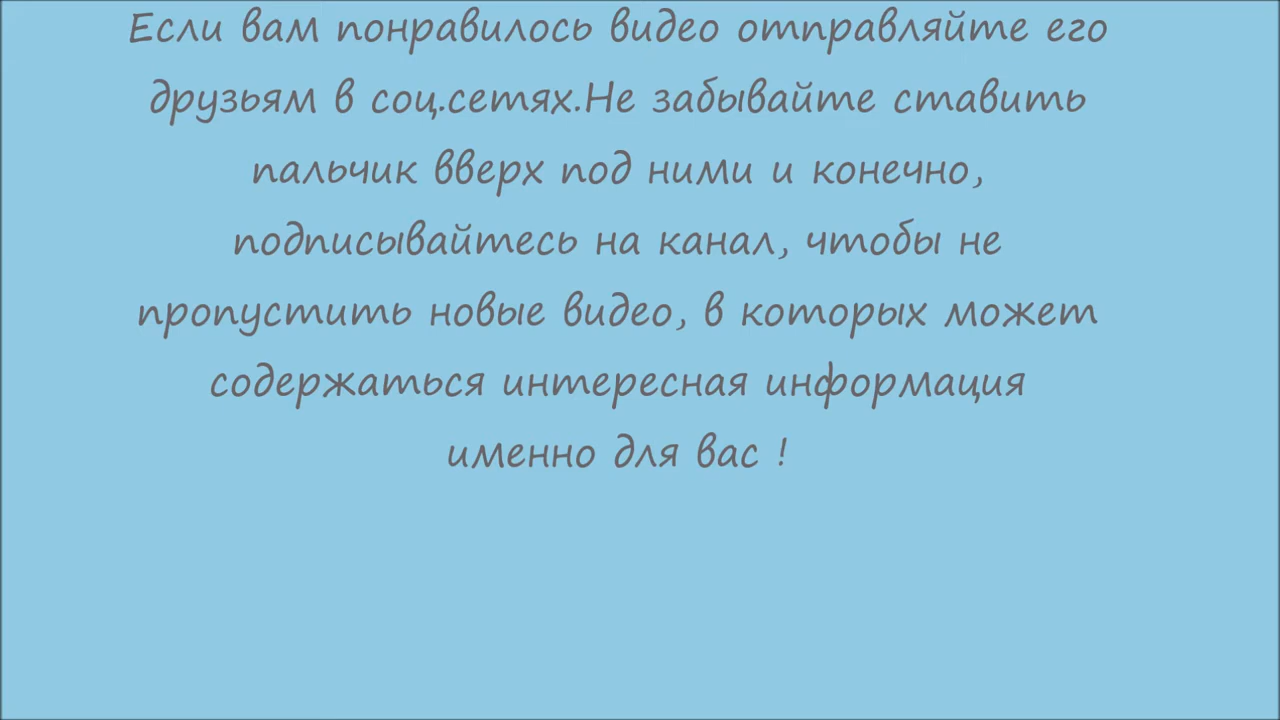 Если вам понравилось видео отправляйте его
друзьям в соц.сетях.Не забывайте ставить
пальчик вверх под ними и конечно,
подписывайтесь на канал, чтобы не
пропустить новые видео, в которых может
содержаться интересная информация
именно для вас !